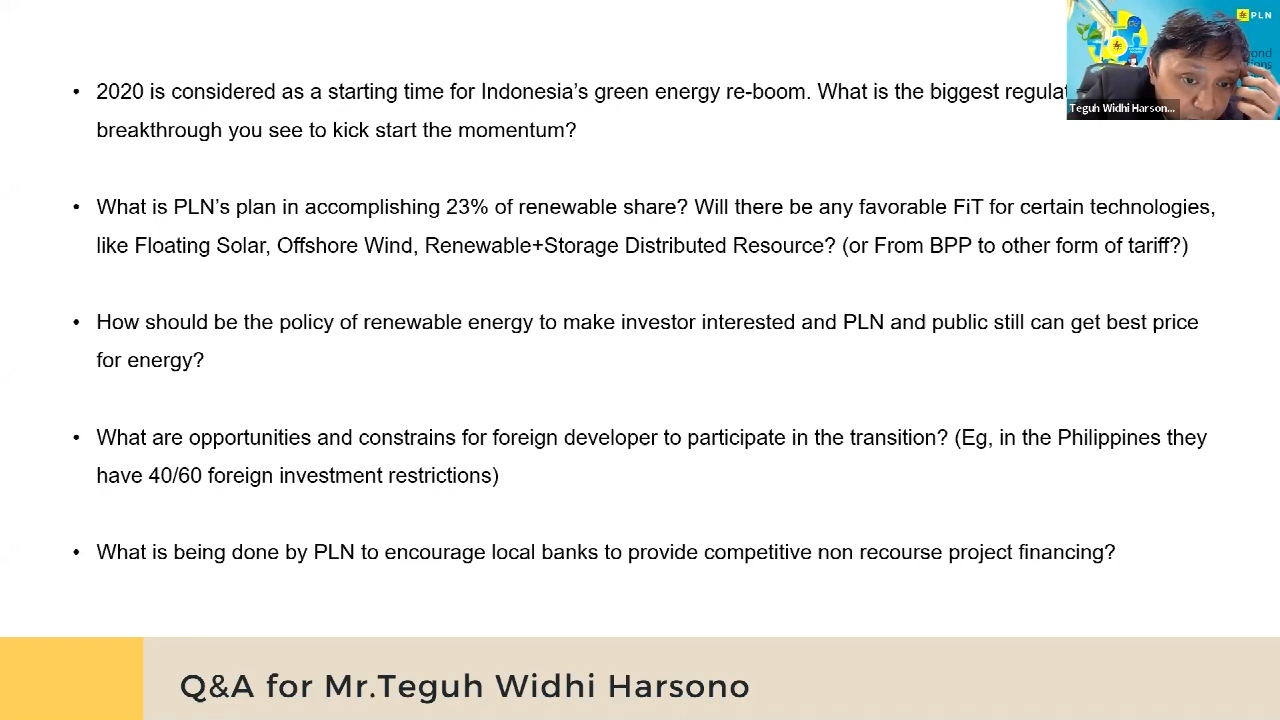 • 2020 is considered as a starting time for Indonesia's green energy re-boom. What is the biggest
breakthrough you see to kick start the momentum?
• What is PLN's plan in accomplishing 23% of renewable share? Will there be any favorable FiT for certain technologies,
like Floating Solar, Offshore Wind, Renewable+Storage Distributed Resource? (or From BPP to other form of tariff?)
• How should be the policy of renewable energy to make investor interested and PLN and public still can get best price
for energy?
• What are opportunities and constrains for foreign developer to participate in the transition? (Eg, in the Philippines they
have 40/60 foreign investment restrictions)
• What is being done by PLN to encourage local banks to provide competitive non recourse project financing?
Q&A for Mr.Teguh Widhi Harsono
PLN
Teguh Widhi Harson...